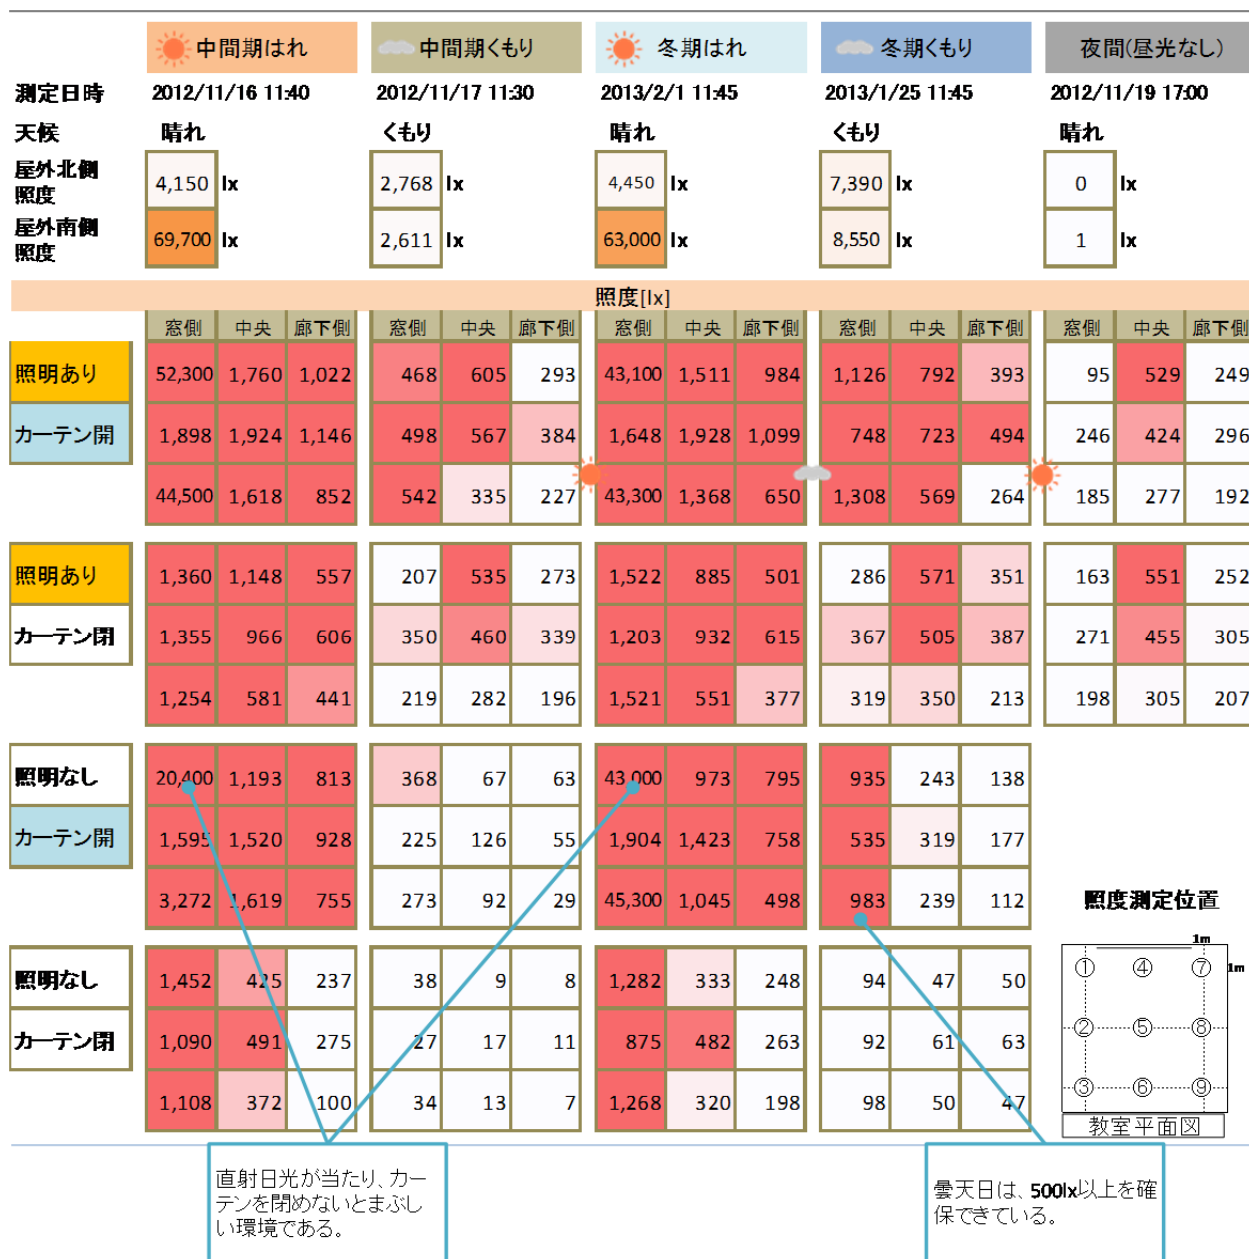 中間期はれ 中間期くもり 冬期はれ 冬期くもり 夜間(昼光なし)
測定日時 2012/11/16 11:40 2012/11/17 11:30 2013/2/1 11:45 2013/1/25 11:45 2012/11/19 17:00
天候 晴れ くもり 晴れ くもり 晴れ
屋外北側
照度 4,150 lx 2,768 lx 4,450 lx 7,390 lx 0 lx
屋外南側
照度 69,700 lx 2,611 lx 63,000 lx 8,550 lx 1 lx
照度[lx]
窓側 中央 廊下側 窓側 中央 廊下側 窓側 中央 廊下側 窓側 中央 廊下側 窓側 中央 廊下側
照明あり 52,300 1,760 1,022 468 605 293 43,100 1,511 984 1,126 792 393 95 529 249
カーテン開 1,898 1,924 1,146 498 567 384 1,648 1,928 1,099 748 723 494 246 424 296
44,500 1,618 852 542 335 227 43,300 1,368 650 1,308 569 264 185 277 192
照明あり 1,360 1,148 557 207 535 273 1,522 885 501 286 571 351 163 551 252
カーテン閉 1,355 966 606 350 460 339 1,203 932 615 367 505 387 271 455 305
1,254 581 441 219 282 196 1,521 551 377 319 350 213 198 305 207
照明なし 20,400 1,193 813 368 67 63 43,000 973 795 935 243 138
カーテン開 1,595 1,520 928 225 126 55 1,904 1,423 758 535 319 177
3,272 1,619 755 273 92 29 45,300 1,045 498 983 239 112
照明なし 1,452 425 237 38 9 8 1,282 333 248 94 47 50
カーテン閉 1,090 491 275 27 17 11 875 482 263 92 61 63
1,108 372 100 34 13 7 1,268 320 198 98 50 47
照度測定位置
1m
① ④ ⑦ 1m
② ⑤ ⑧
③ ⑥ ⑨
教室平面図
直射日光が当たり、カー
テンを閉めないとまぶし
い環境である。
曇天日は、500lx以上を確
保できている。